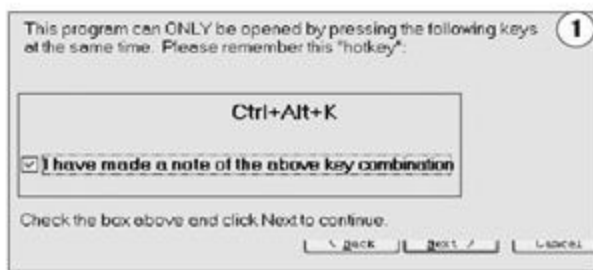 This program can ONLY be opened by pressing the following keys
at the same time. Please remember this "hotkey":
1
Ctrl+Alt+K
I have made a note of the above key combination
Check the box above and click Next to continue.
< Back Next > Cancel